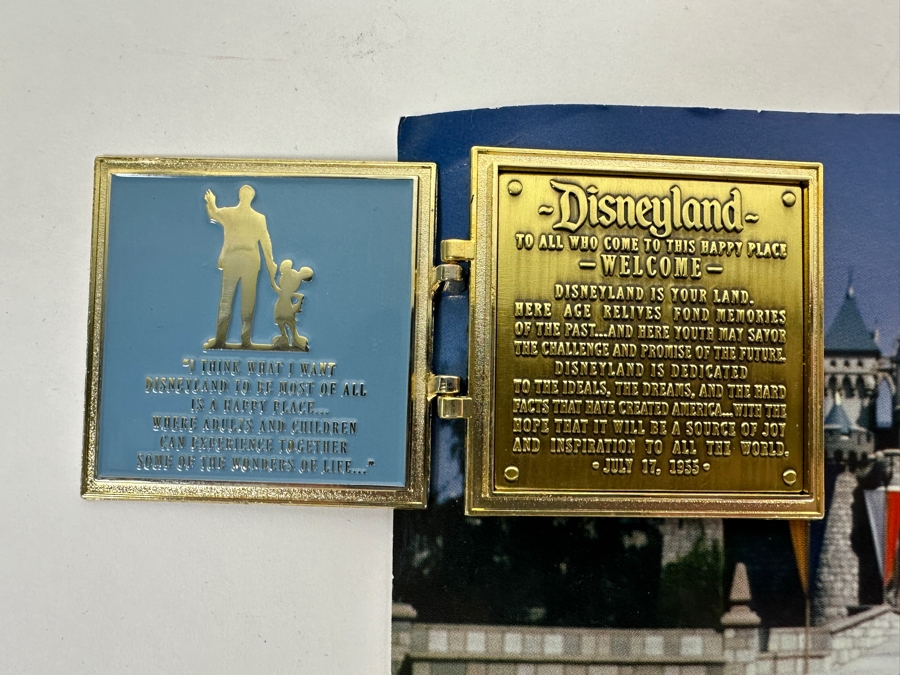 "I THINK WHAT I WANT
DISNEYLAND TO BE MOST OF ALL
IS A HAPPY PLACE...
WHERE ADULTS AND CHILDREN
CAN EXPERIENCE TOGETHER
SOME OF THE WONDERS OF LIFE..."
~Disneyland~
TO ALL WHO COME TO THIS HAPPY PLACE
– WELCOME –
DISNEYLAND IS YOUR LAND.
HERE AGE RELIVES FOND MEMORIES
OF THE PAST...AND HERE YOUTH MAY SAVOR
THE CHALLENGE AND PROMISE OF THE FUTURE.
DISNEYLAND IS DEDICATED
TO THE IDEALS, THE DREAMS, AND THE HARD
FACTS THAT HAVE CREATED AMERICA...WITH THE
HOPE THAT IT WILL BE A SOURCE OF JOY
AND INSPIRATION TO ALL THE WORLD.
• JULY 17, 1955 •